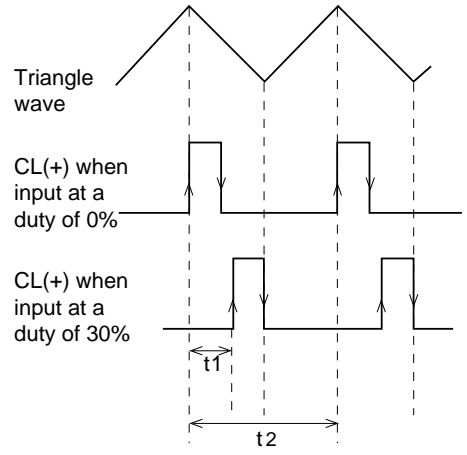 Triangle
wave
CL(+) when
input at a
duty of 0%
CL(+) when
input at a
duty of 30%
t1
t2